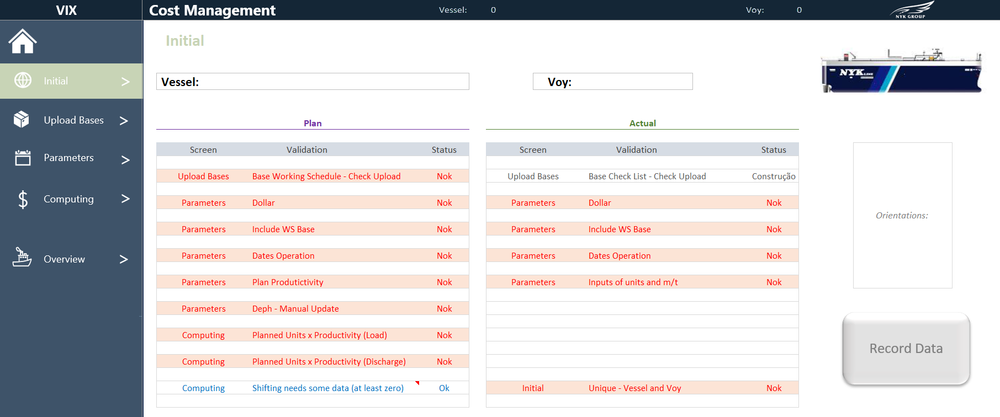 VIX
Cost Management
Vessel: 0
Voy: 0
NYK GROUP
Initial
Upload Bases
Parameters
Computing
Overview
Initial
Vessel:
Voy:
NYK LINE
Plan
Screen Validation Status
Upload Bases Base Working Schedule - Check Upload Nok
Parameters Dollar Nok
Parameters Include WS Base Nok
Parameters Dates Operation Nok
Parameters Plan Produtictivity Nok
Parameters Deph - Manual Update Nok
Computing Planned Units x Productivity (Load) Nok
Computing Planned Units x Productivity (Discharge) Nok
Computing Shifting needs some data (at least zero) Ok
Actual
Screen Validation Status
Upload Bases Base Check List - Check Upload Construção
Parameters Dollar Nok
Parameters Include WS Base Nok
Parameters Dates Operation Nok
Parameters Inputs of units and m/t Nok
Initial Unique - Vessel and Voy Nok
Orientations:
Record Data